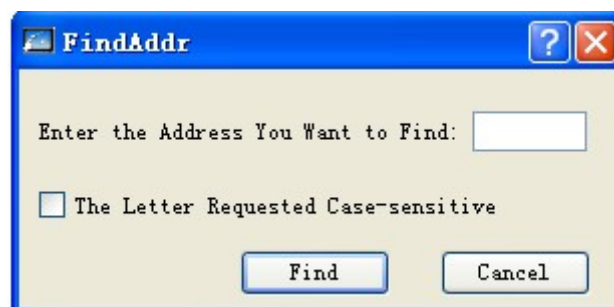 FindAddr
?
Enter the Address You Want to Find:
The Letter Requested Case-sensitive
Find Cancel